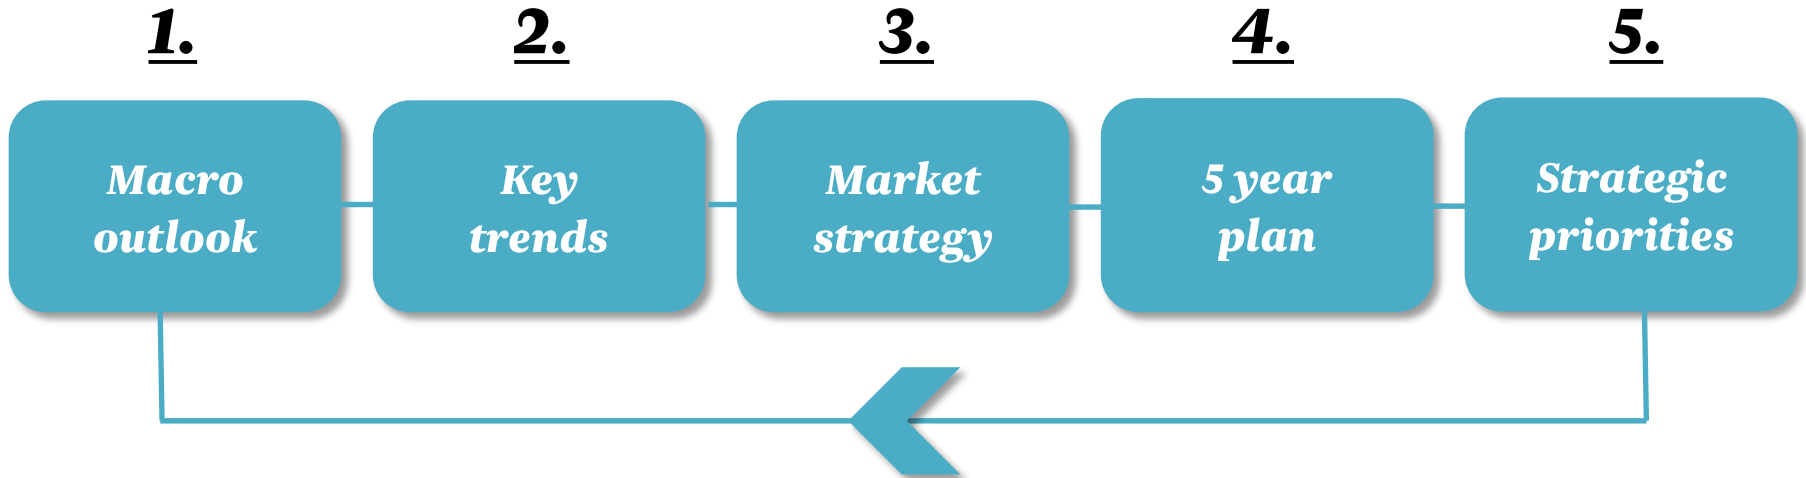 1.
2.
3.
4.
5.
Macro
outlook
Key
trends
Market
strategy
5 year
plan
Strategic
priorities